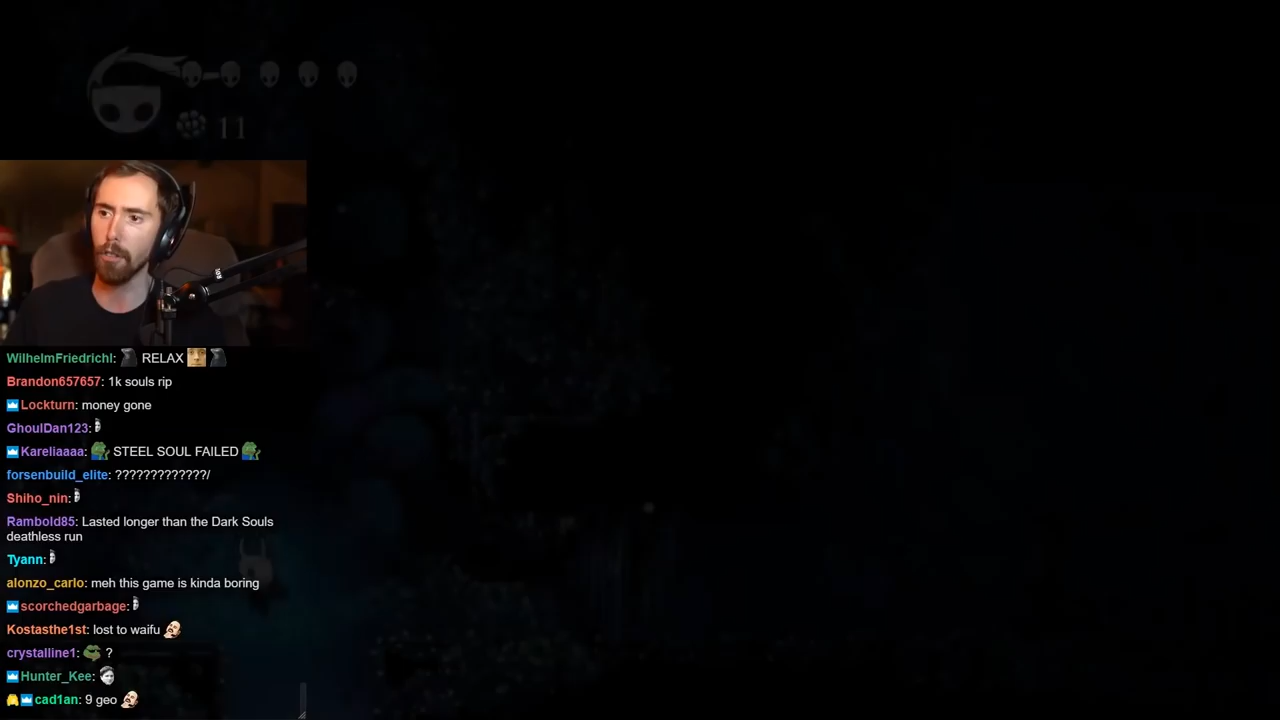 11
WilhelmFriedrichl: RELAX
Brandon657657: 1k souls rip
Lockturn: money gone
GhoulDan123:
Kareliaaaa: STEEL SOUL FAILED
forsenbuild_elite: ?????????????/
Shiho_nin:
Rambold85: Lasted longer than the Dark Souls
deathless run
Tyann:
alonzo_carlo: meh this game is kinda boring
scorchedgarbage:
Kostasthe1st: lost to waifu
crystalline1: ?
Hunter_Kee:
cad1an: 9 geo